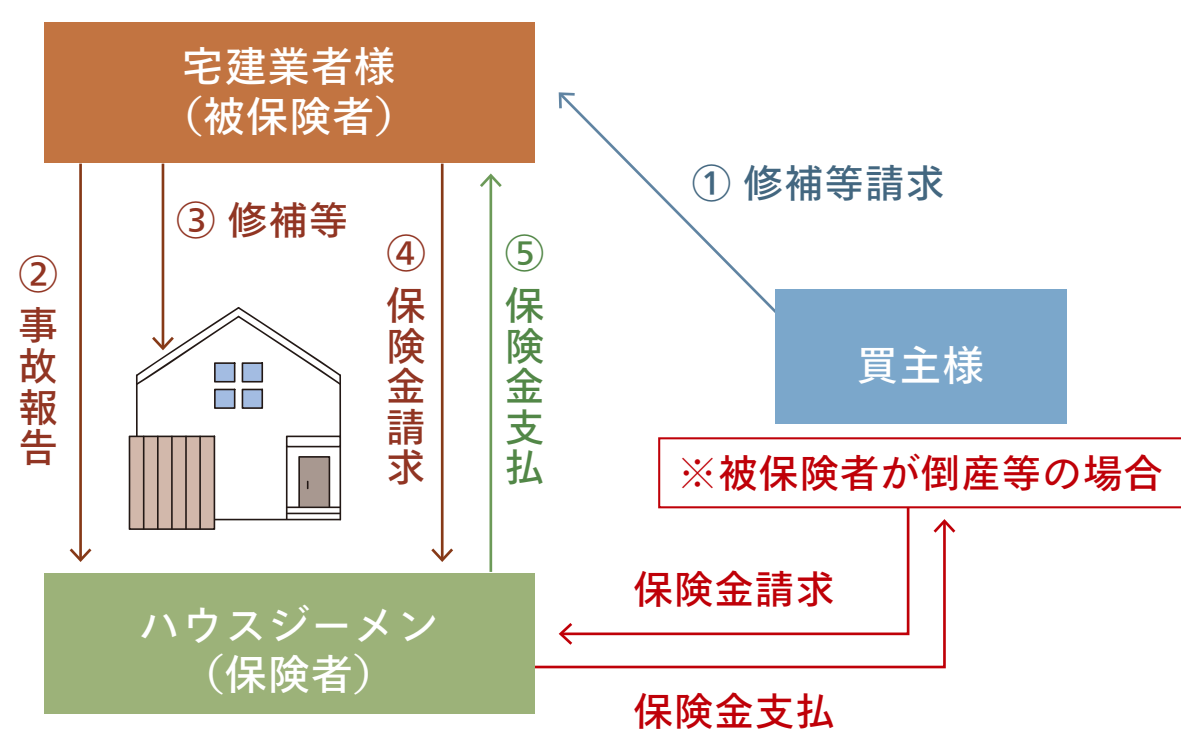 宅建業者様
（被保険者）
① 修補等請求
③ 修補等
② 事故報告
④ 保険金請求
⑤ 保険金支払
買主様
※被保険者が倒産等の場合
保険金請求
ハウスジーメン
（保険者）
保険金支払